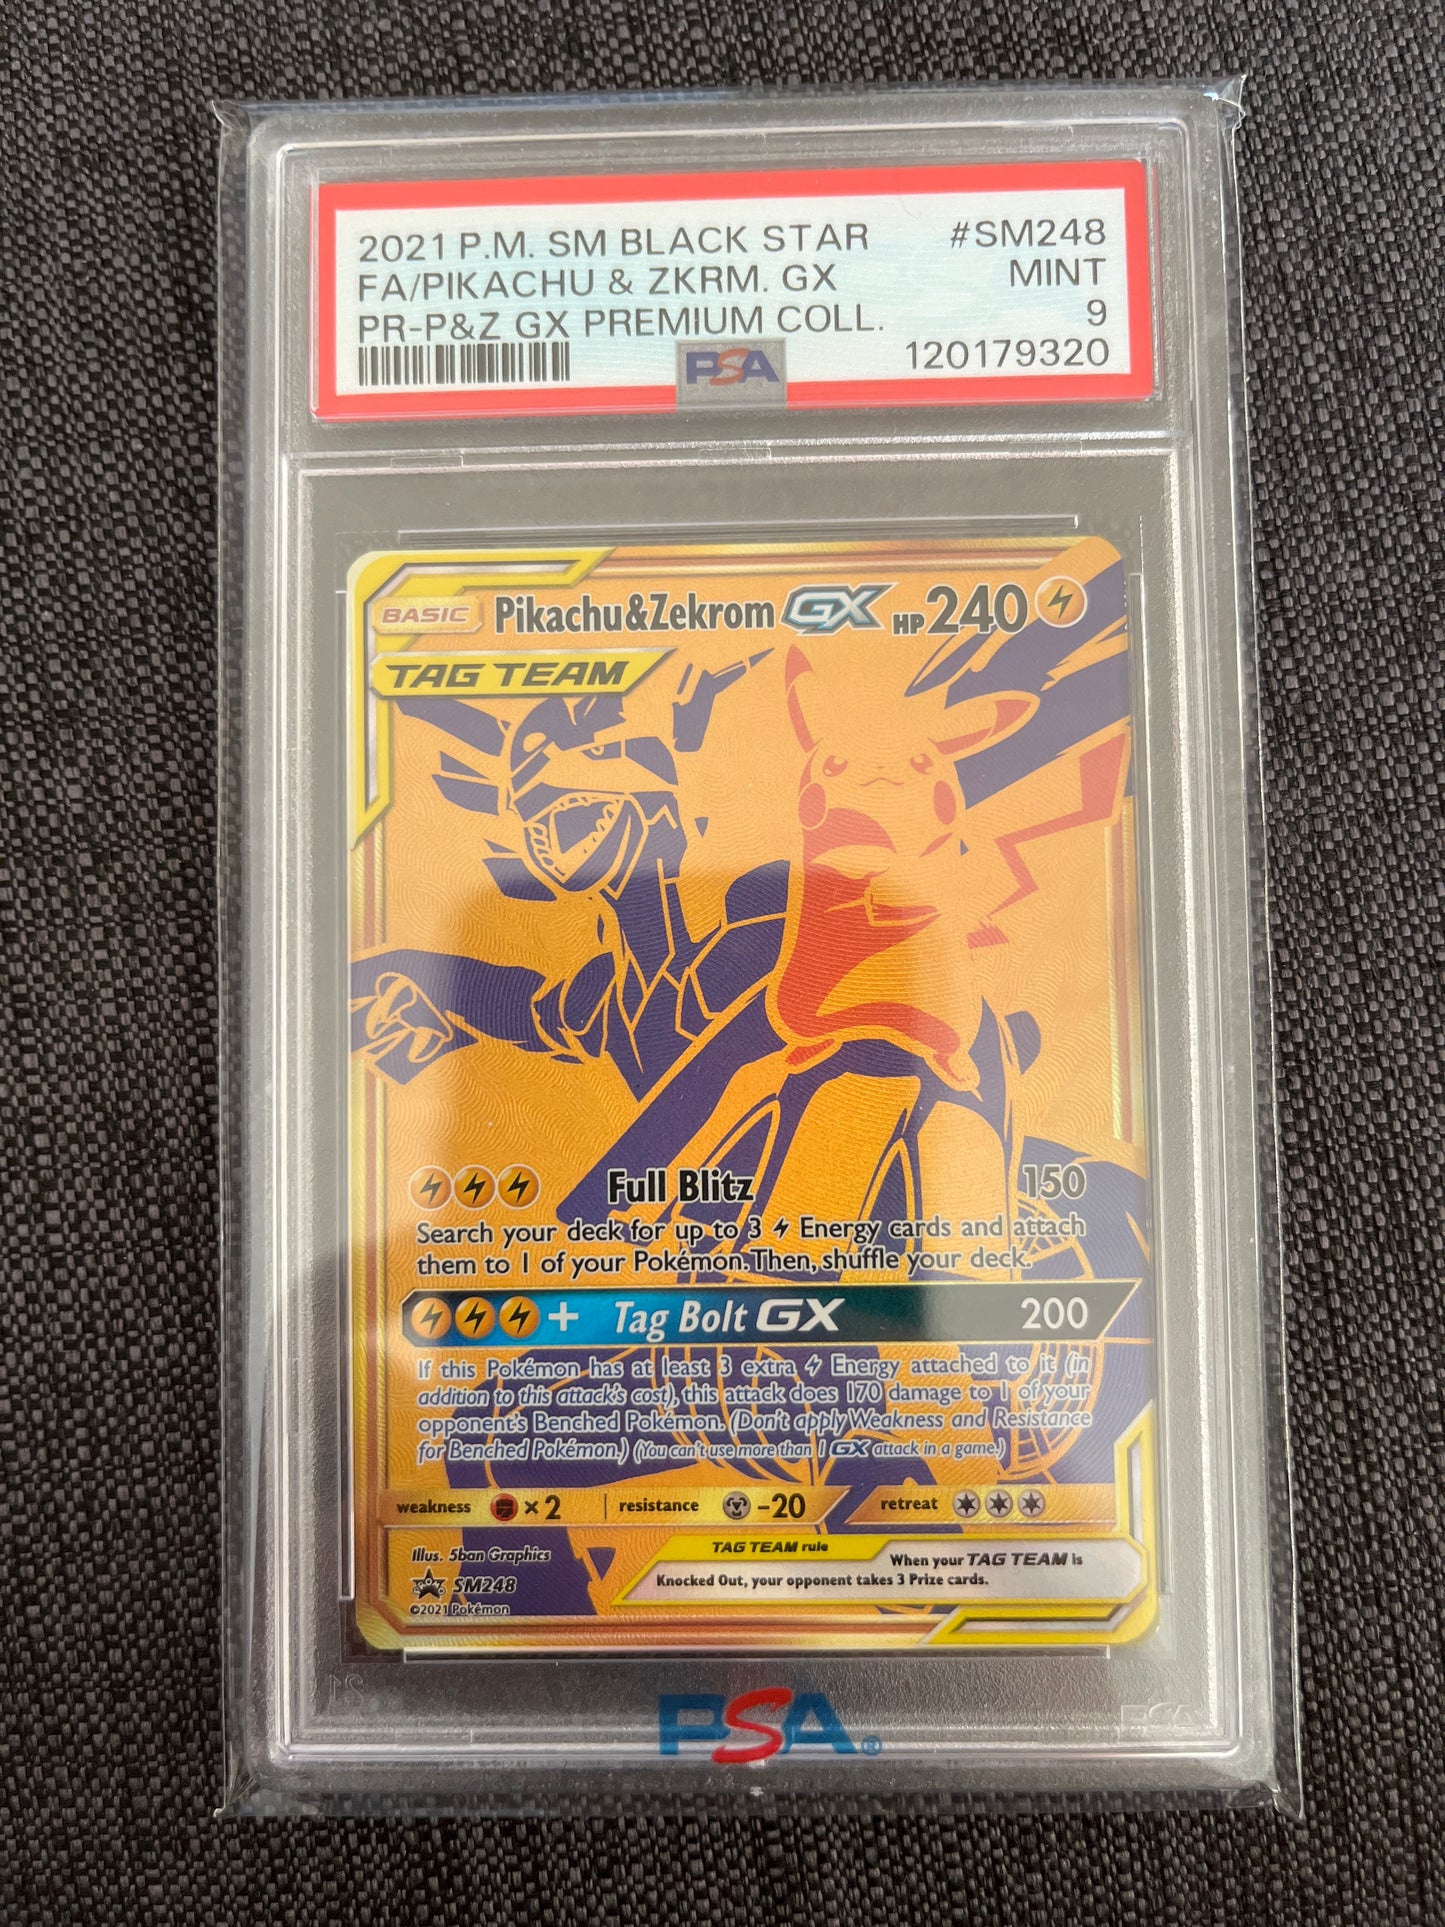 2021 P.M. SM BLACK STAR #SM248
FA/PIKACHU & ZKRM. GX MINT
PR-P&Z GX PREMIUM COLL. 9
PSA 120179320
BASIC Pikachu&Zekrom GX HP 240
TAG TEAM
Full Blitz 150
Search your deck for up to 3 Energy cards and attach
them to 1 of your Pokémon. Then, shuffle your deck.
+ Tag Bolt GX 200
If this Pokémon has at least 3 extra Energy attached to it (in
addition to this attack's cost), this attack does 170 damage to 1 of your
opponent's Benched Pokémon. (Don't apply Weakness and Resistance
for Benched Pokémon.) (You can't use more than 1 GX attack in a game.)
weakness × 2 resistance -20 retreat
Illus. 5ban Graphics
TAG TEAM rule When your TAG TEAM is
Knocked Out, your opponent takes 3 Prize cards.
SM248
©2021 Pokémon
PSA®